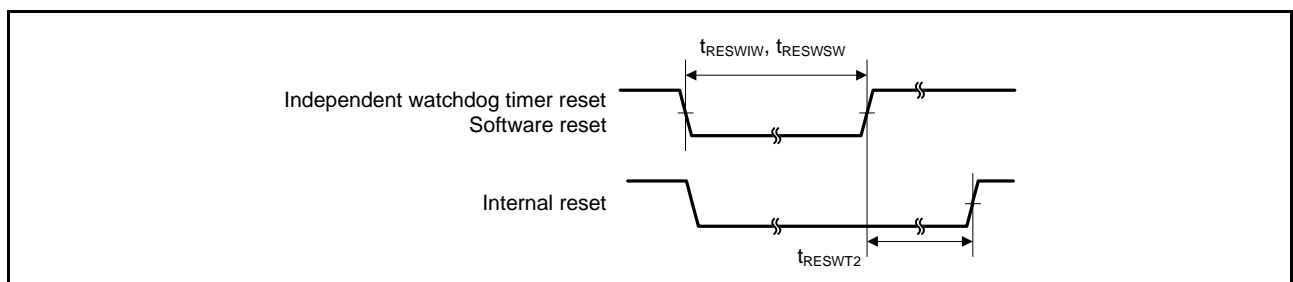 tRESWIW, tRESWSW
Independent watchdog timer reset
Software reset
Internal reset
tRESWT2